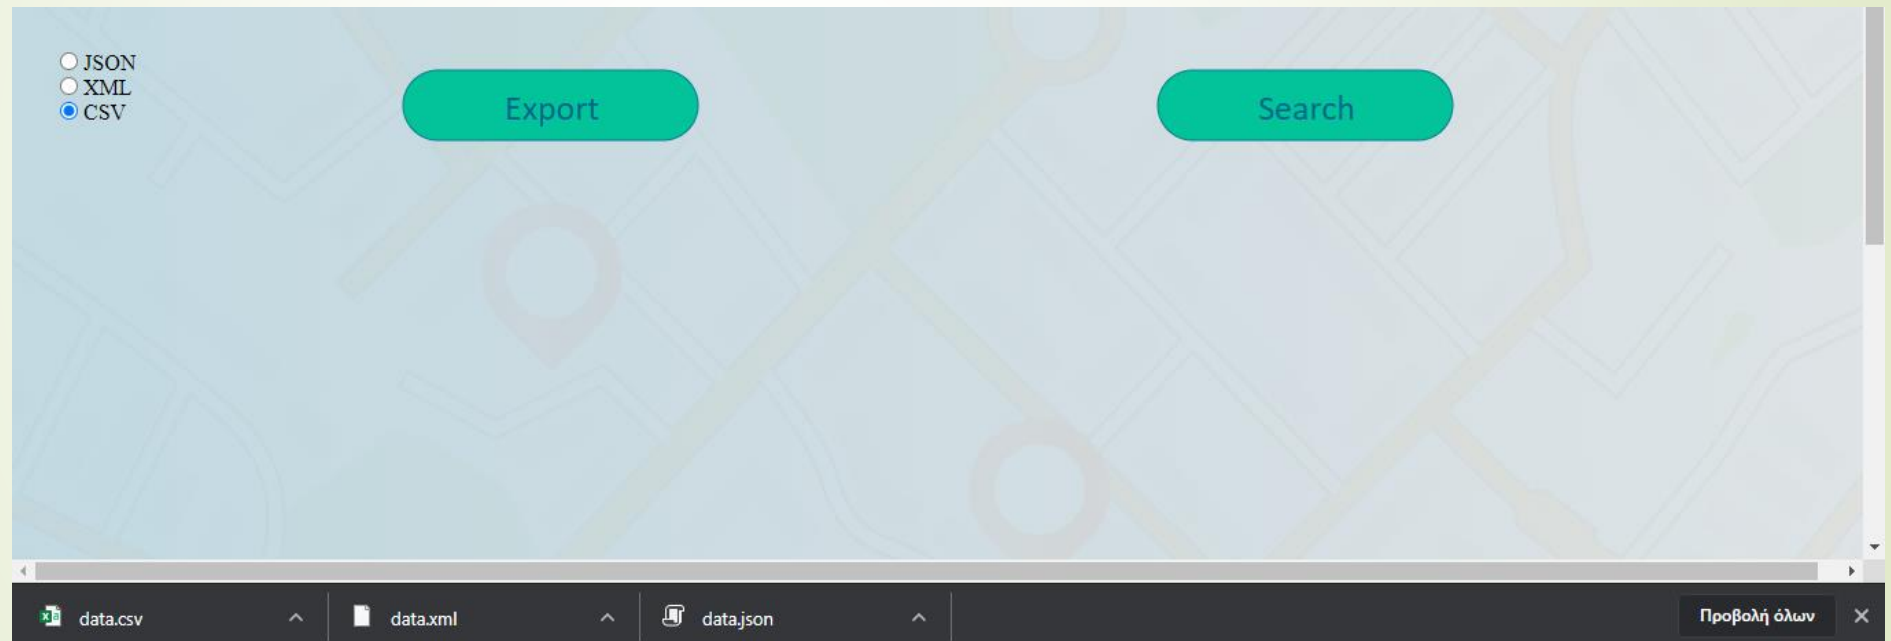 JSON
XML
CSV
Export
Search
data.csv
data.xml
data.json
Προβολή όλων